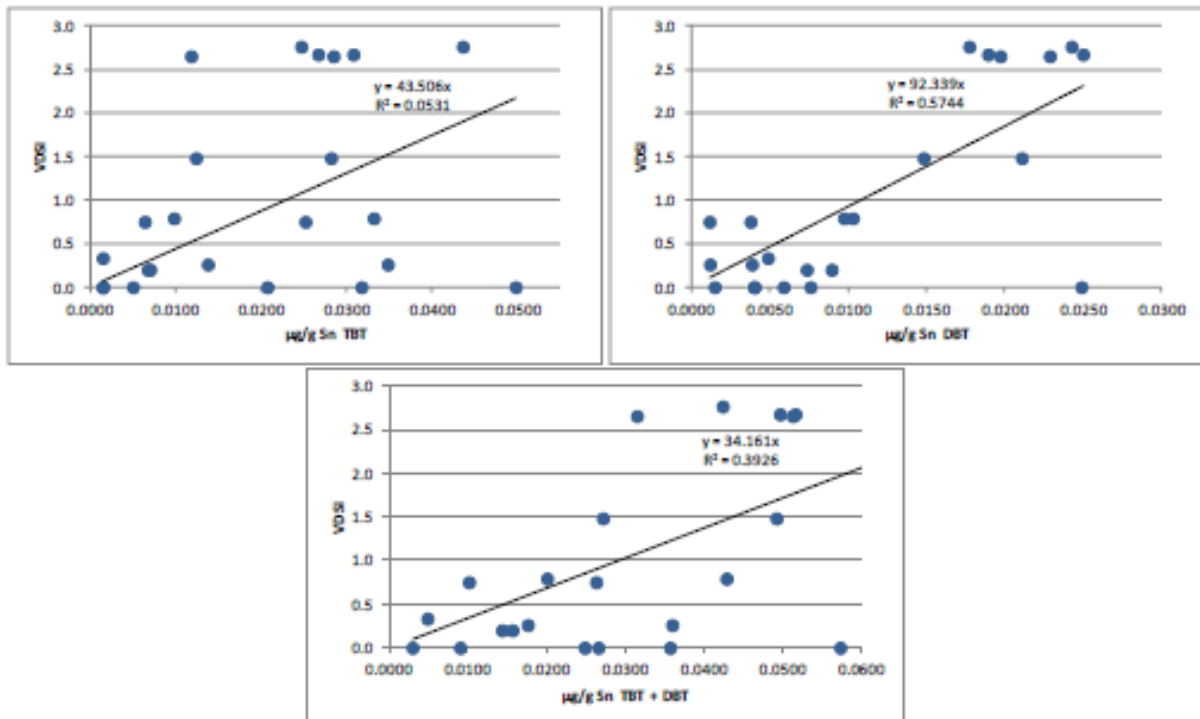 3.0
2.5
2.0
1.5
1.0
0.5
0.0
VDSI
y = 43.506x
R² = 0.0531
0.0000 0.0100 0.0200 0.0300 0.0400 0.0500
µg/g Sn TBT
3.0
2.5
2.0
1.5
1.0
0.5
0.0
VDSI
y = 92.339x
R² = 0.5744
0.0000 0.0050 0.0100 0.0150 0.0200 0.0250 0.0300
µg/g Sn DBT
3.0
2.5
2.0
1.5
1.0
0.5
0.0
VDSI
y = 34.161x
R² = 0.3926
0.0000 0.0100 0.0200 0.0300 0.0400 0.0500 0.0600
µg/g Sn TBT + DBT